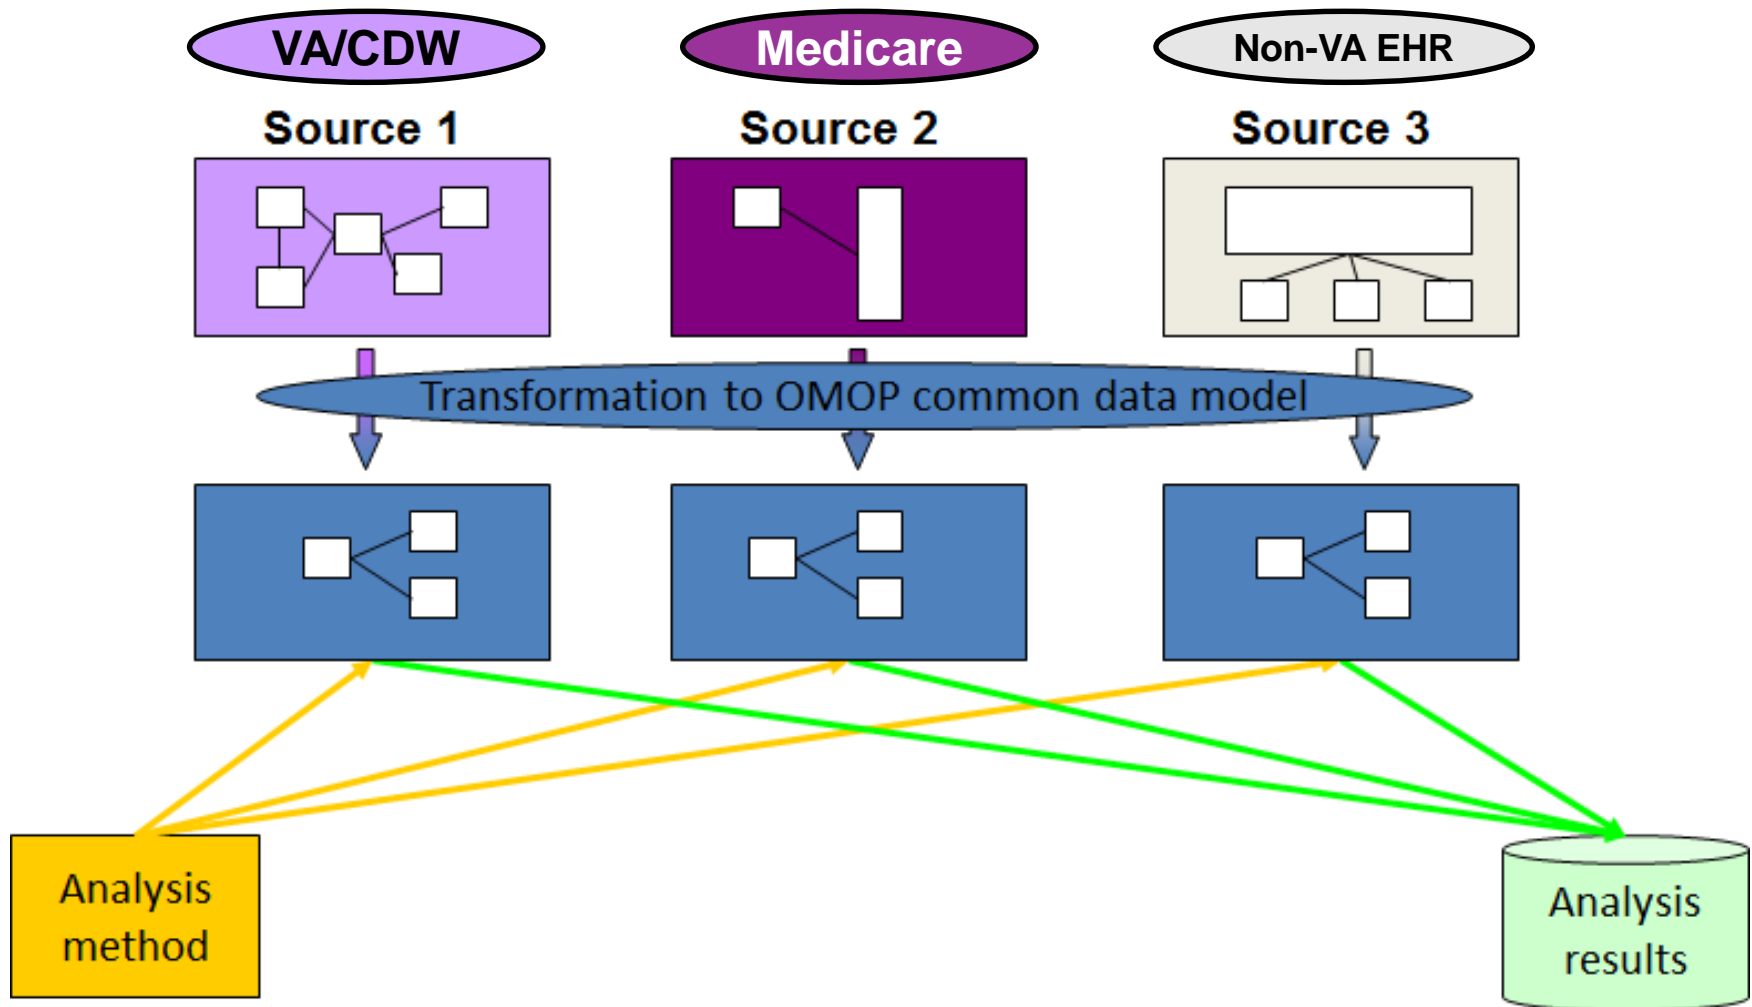 VA/CDW
Medicare
Non-VA EHR
Source 1
Source 2
Source 3
Transformation to OMOP common data model
Analysis
method
Analysis
results